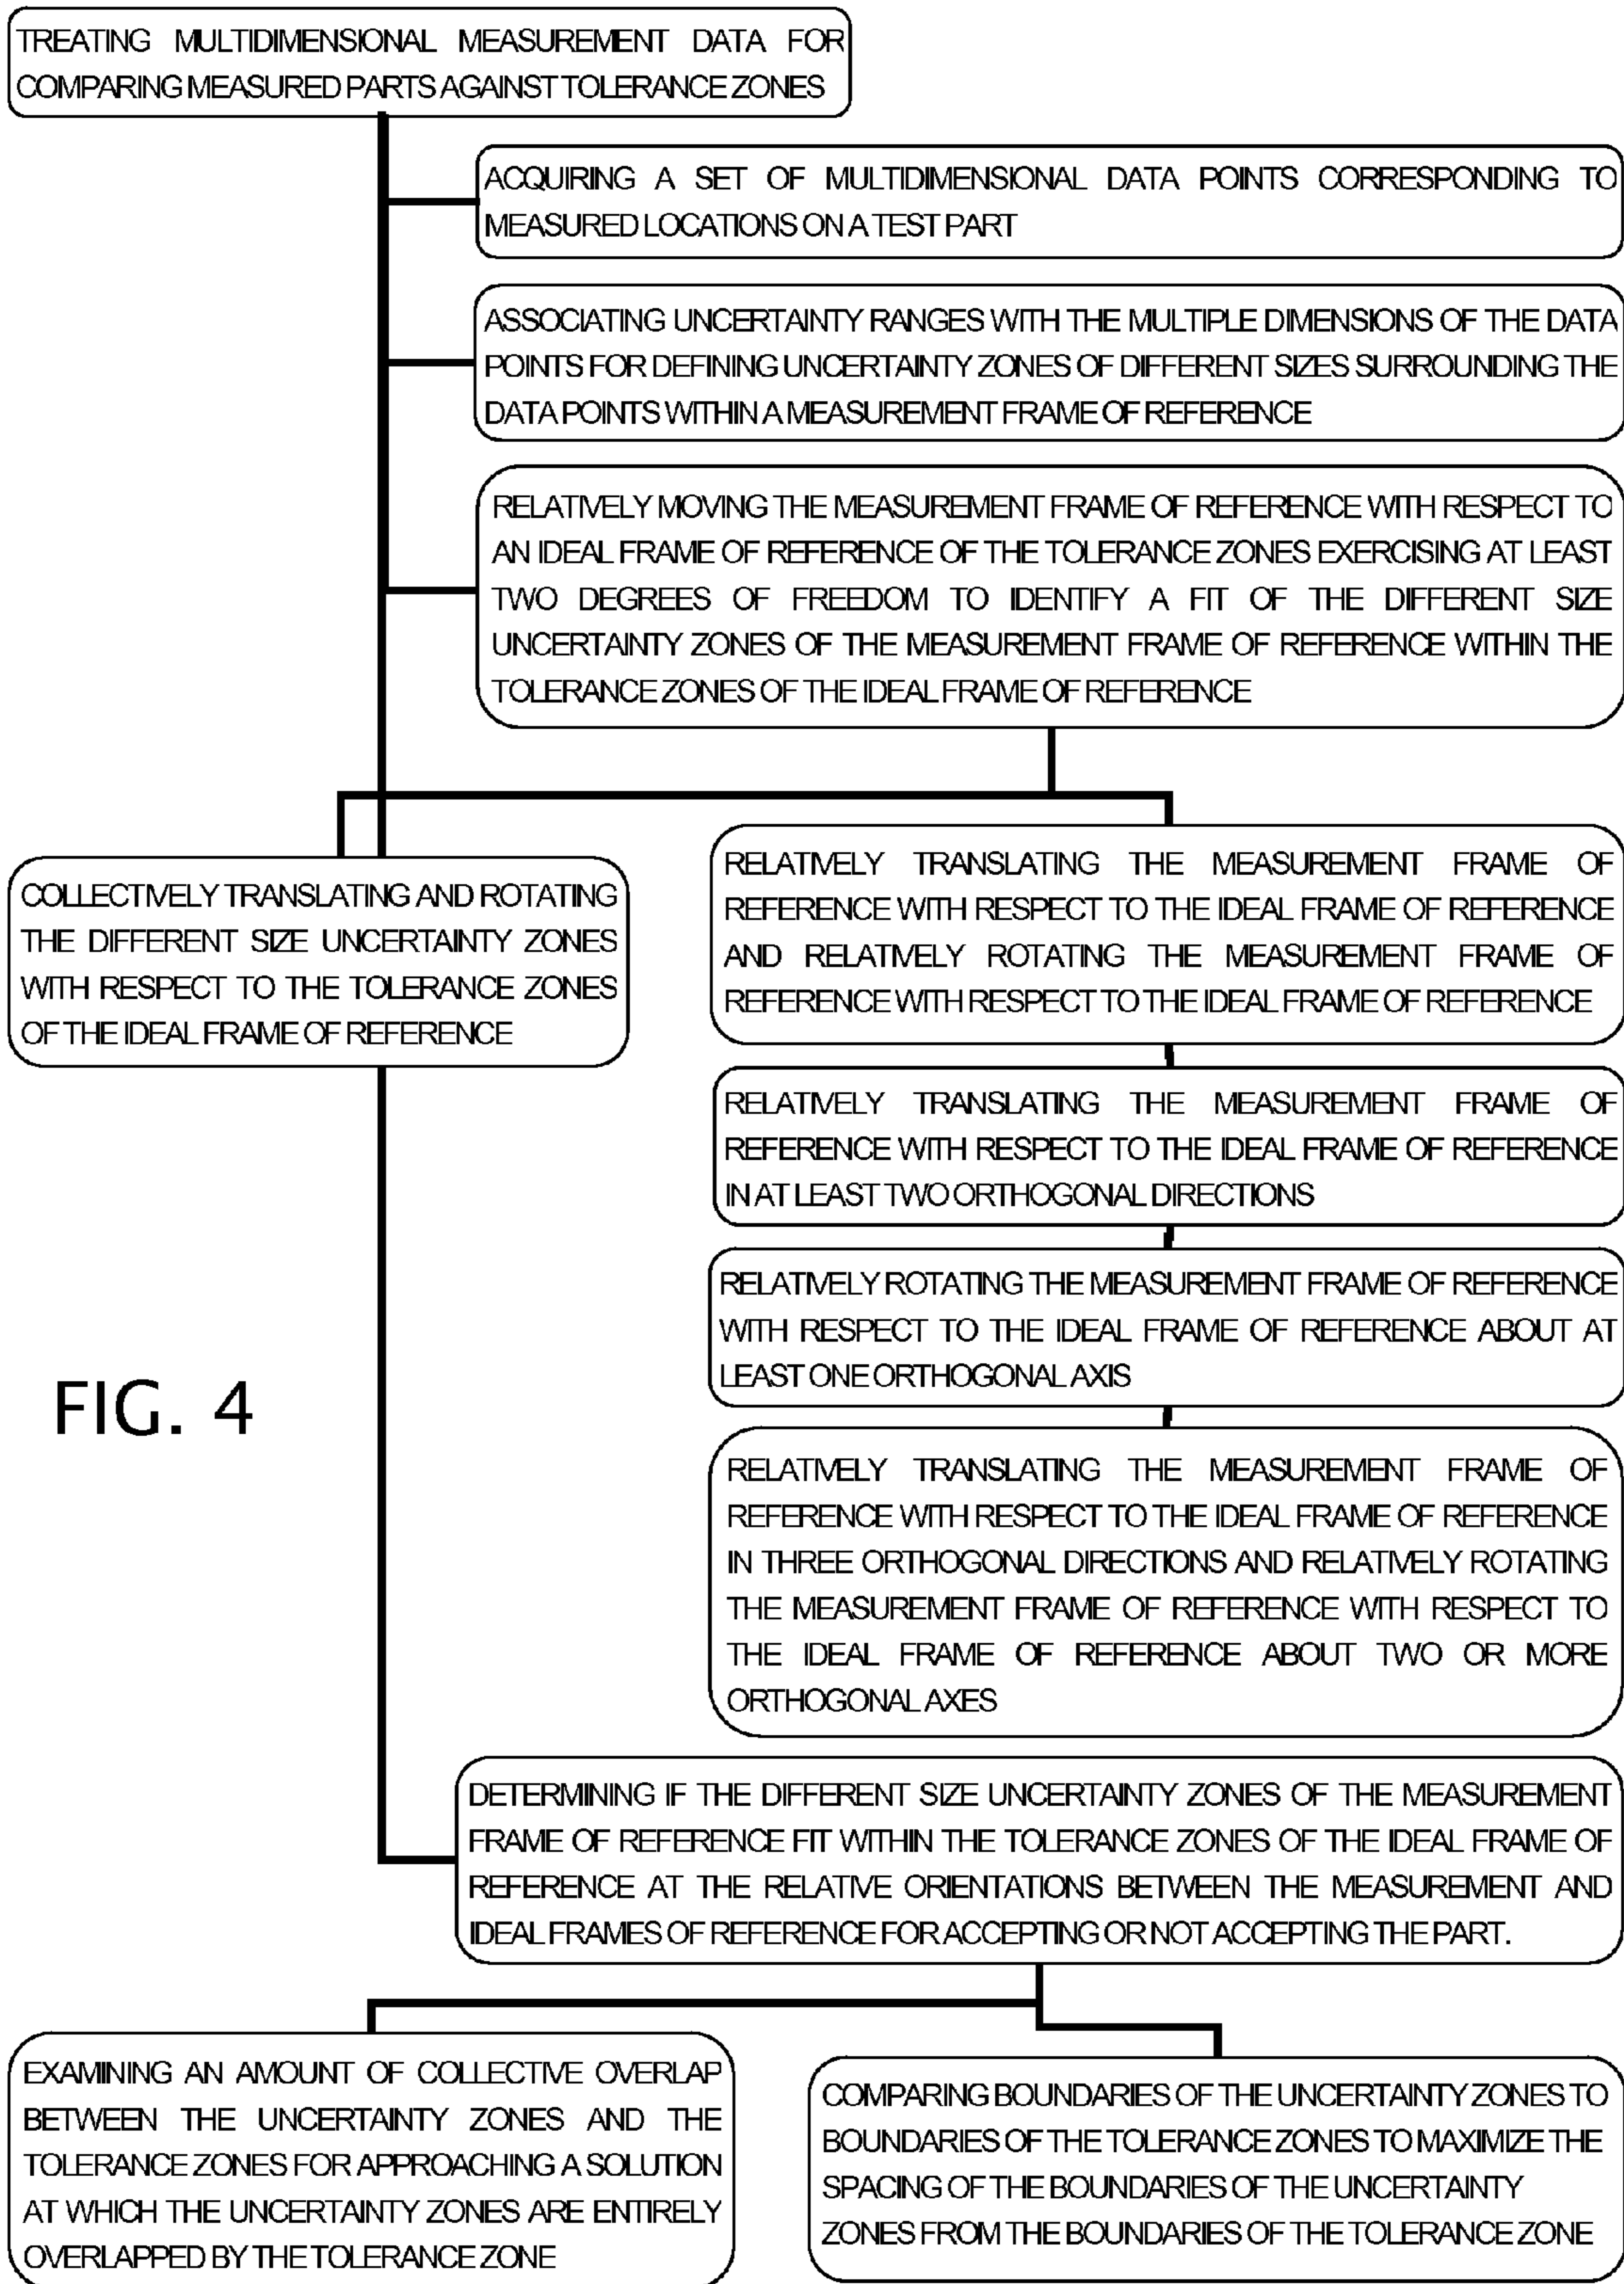 TREATING MULTIDIMENSIONAL MEASUREMENT DATA FOR
COMPARING MEASURED PARTS AGAINST TOLERANCE ZONES
ACQUIRING A SET OF MULTIDIMENSIONAL DATA POINTS CORRESPONDING TO
MEASURED LOCATIONS ON A TEST PART
ASSOCIATING UNCERTAINTY RANGES WITH THE MULTIPLE DIMENSIONS OF THE DATA
POINTS FOR DEFINING UNCERTAINTY ZONES OF DIFFERENT SIZES SURROUNDING THE
DATA POINTS WITHIN A MEASUREMENT FRAME OF REFERENCE
RELATIVELY MOVING THE MEASUREMENT FRAME OF REFERENCE WITH RESPECT TO
AN IDEAL FRAME OF REFERENCE OF THE TOLERANCE ZONES EXERCISING AT LEAST
TWO DEGREES OF FREEDOM TO IDENTIFY A FIT OF THE DIFFERENT SIZE
UNCERTAINTY ZONES OF THE MEASUREMENT FRAME OF REFERENCE WITHIN THE
TOLERANCE ZONES OF THE IDEAL FRAME OF REFERENCE
COLLECTIVELY TRANSLATING AND ROTATING
THE DIFFERENT SIZE UNCERTAINTY ZONES
WITH RESPECT TO THE TOLERANCE ZONES
OF THE IDEAL FRAME OF REFERENCE
RELATIVELY TRANSLATING THE MEASUREMENT FRAME OF
REFERENCE WITH RESPECT TO THE IDEAL FRAME OF REFERENCE
AND RELATIVELY ROTATING THE MEASUREMENT FRAME OF
REFERENCE WITH RESPECT TO THE IDEAL FRAME OF REFERENCE
RELATIVELY TRANSLATING THE MEASUREMENT FRAME OF
REFERENCE WITH RESPECT TO THE IDEAL FRAME OF REFERENCE
IN AT LEAST TWO ORTHOGONAL DIRECTIONS
RELATIVELY ROTATING THE MEASUREMENT FRAME OF REFERENCE
WITH RESPECT TO THE IDEAL FRAME OF REFERENCE ABOUT AT
LEAST ONE ORTHOGONAL AXIS
FIG. 4
RELATIVELY TRANSLATING THE MEASUREMENT FRAME OF
REFERENCE WITH RESPECT TO THE IDEAL FRAME OF REFERENCE
IN THREE ORTHOGONAL DIRECTIONS AND RELATIVELY ROTATING
THE MEASUREMENT FRAME OF REFERENCE WITH RESPECT TO
THE IDEAL FRAME OF REFERENCE ABOUT TWO OR MORE
ORTHOGONAL AXES
DETERMINING IF THE DIFFERENT SIZE UNCERTAINTY ZONES OF THE MEASUREMENT
FRAME OF REFERENCE FIT WITHIN THE TOLERANCE ZONES OF THE IDEAL FRAME OF
REFERENCE AT THE RELATIVE ORIENTATIONS BETWEEN THE MEASUREMENT AND
IDEAL FRAMES OF REFERENCE FOR ACCEPTING OR NOT ACCEPTING THE PART.
EXAMINING AN AMOUNT OF COLLECTIVE OVERLAP
BETWEEN THE UNCERTAINTY ZONES AND THE
TOLERANCE ZONES FOR APPROACHING A SOLUTION
AT WHICH THE UNCERTAINTY ZONES ARE ENTIRELY
OVERLAPPED BY THE TOLERANCE ZONE
COMPARING BOUNDARIES OF THE UNCERTAINTY ZONES TO
BOUNDARIES OF THE TOLERANCE ZONES TO MAXIMIZE THE
SPACING OF THE BOUNDARIES OF THE UNCERTAINTY
ZONES FROM THE BOUNDARIES OF THE TOLERANCE ZONE